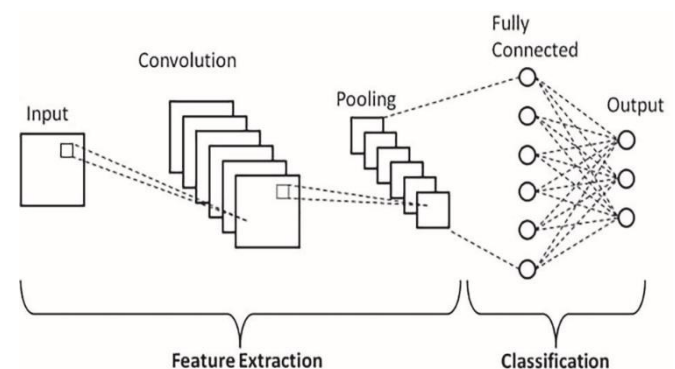 Fully
Connected
Convolution
Pooling
Output
Input
Feature Extraction
Classification